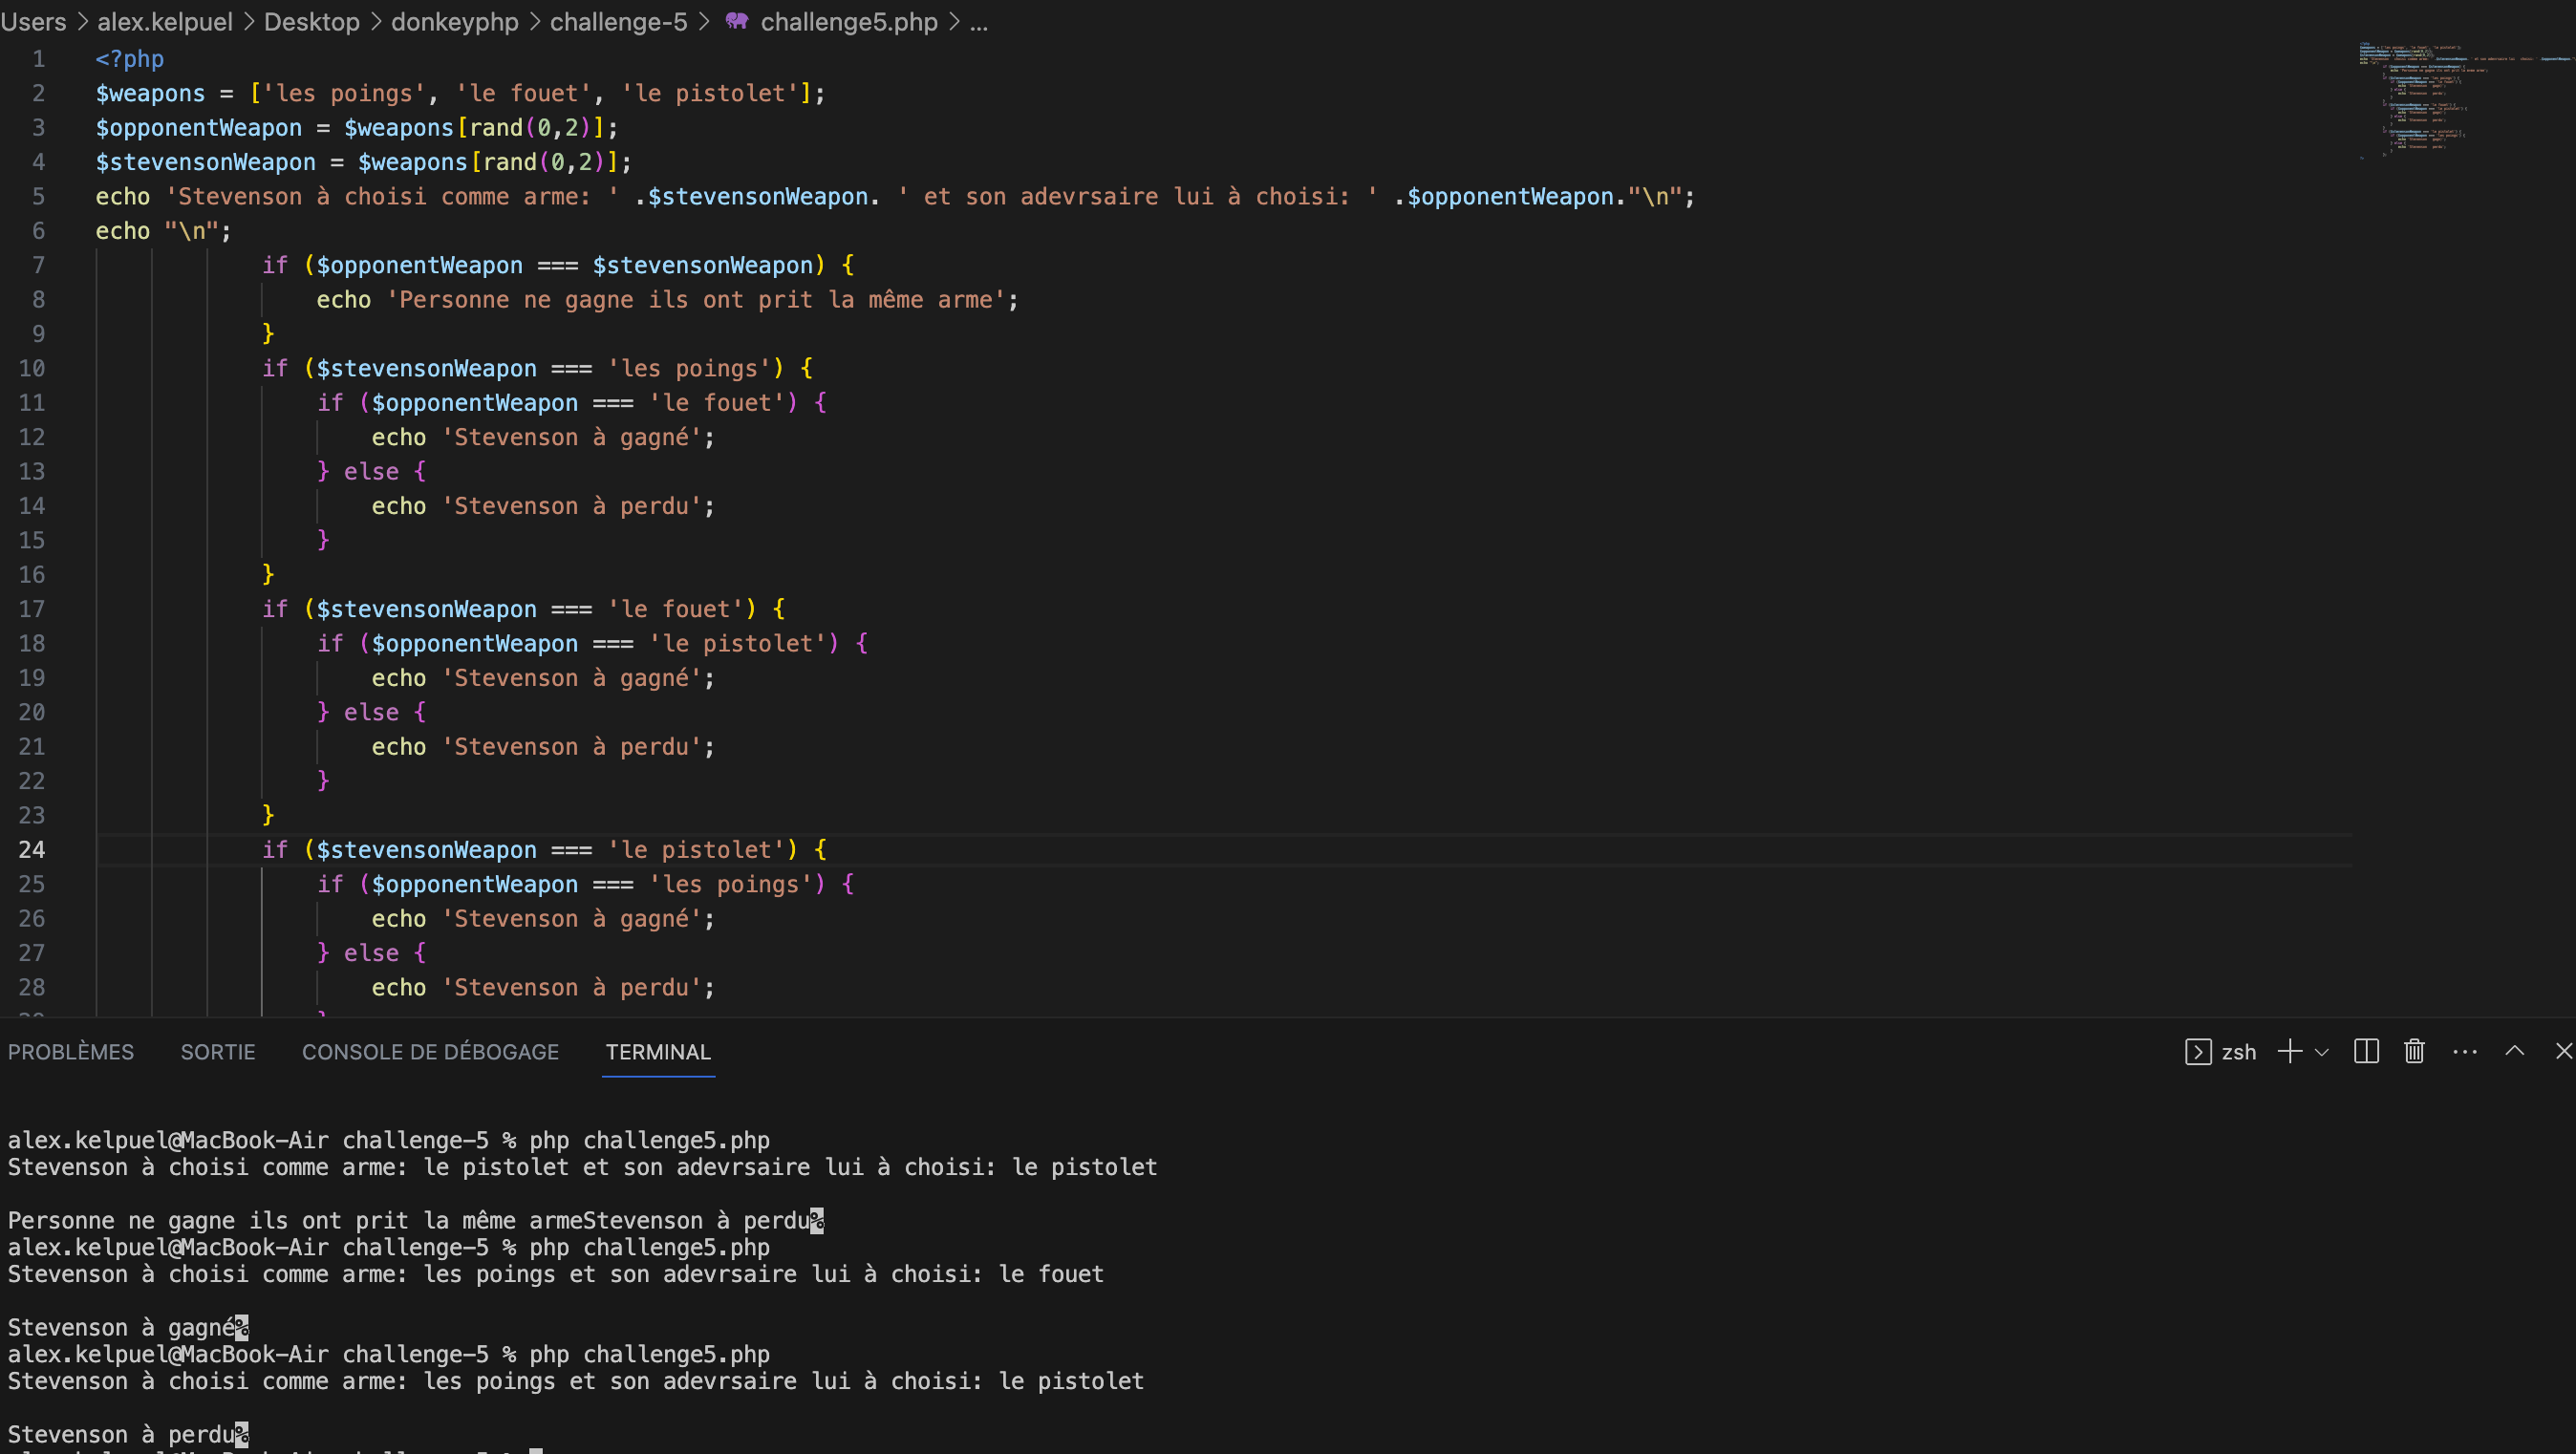 Users > alex.kelpuel > Desktop > donkeyphp > challenge-5 > challenge5.php > ...
1 <?php
2 $weapons = ['les poings', 'le fouet', 'le pistolet'];
3 $opponentWeapon = $weapons[rand(0,2)];
4 $stevensonWeapon = $weapons[rand(0,2)];
5 echo 'Stevenson à choisi comme arme: ' .$stevensonWeapon. ' et son adevrsaire lui à choisi: ' .$opponentWeapon."\n";
6 echo "\n";
7 if ($opponentWeapon === $stevensonWeapon) {
8 echo 'Personne ne gagne ils ont prit la même arme';
9 }
10 if ($stevensonWeapon === 'les poings') {
11 if ($opponentWeapon === 'le fouet') {
12 echo 'Stevenson à gagné';
13 } else {
14 echo 'Stevenson à perdu';
15 }
16 }
17 if ($stevensonWeapon === 'le fouet') {
18 if ($opponentWeapon === 'le pistolet') {
19 echo 'Stevenson à gagné';
20 } else {
21 echo 'Stevenson à perdu';
22 }
23 }
24 if ($stevensonWeapon === 'le pistolet') {
25 if ($opponentWeapon === 'les poings') {
26 echo 'Stevenson à gagné';
27 } else {
28 echo 'Stevenson à perdu';
PROBLÈMES SORTIE CONSOLE DE DÉBOGAGE TERMINAL zsh
alex.kelpuel@MacBook-Air challenge-5 % php challenge5.php
Stevenson à choisi comme arme: le pistolet et son adevrsaire lui à choisi: le pistolet
Personne ne gagne ils ont prit la même armeStevenson à perdu%
alex.kelpuel@MacBook-Air challenge-5 % php challenge5.php
Stevenson à choisi comme arme: les poings et son adevrsaire lui à choisi: le fouet
Stevenson à gagné%
alex.kelpuel@MacBook-Air challenge-5 % php challenge5.php
Stevenson à choisi comme arme: les poings et son adevrsaire lui à choisi: le pistolet
Stevenson à perdu%